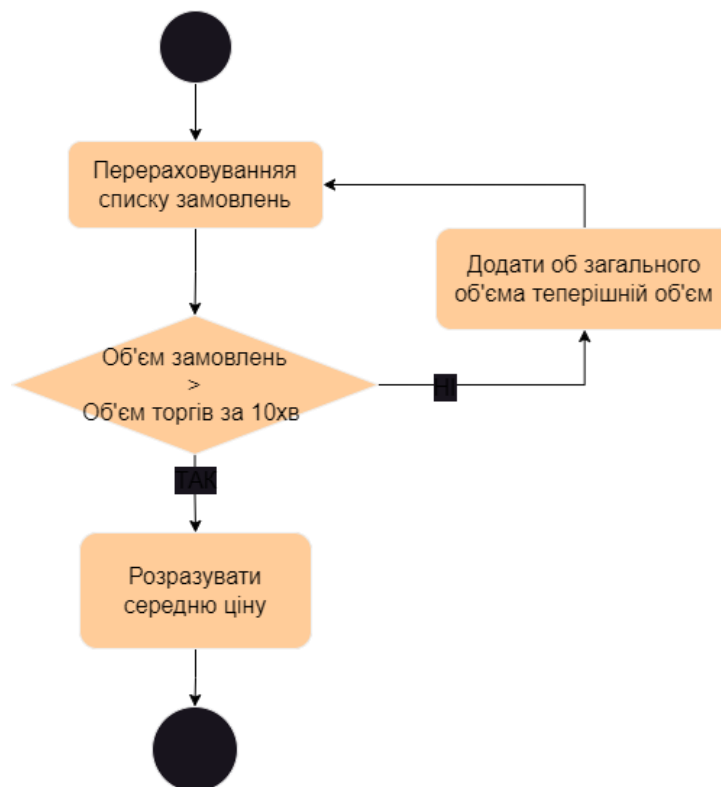 Перераховуванняя
списку замовлень
Додати об загального
об'єма теперішній об'єм
Об'єм замовлень
>
Об'єм торгів за 10хв
НІ
ТАК
Розразувати
середню ціну